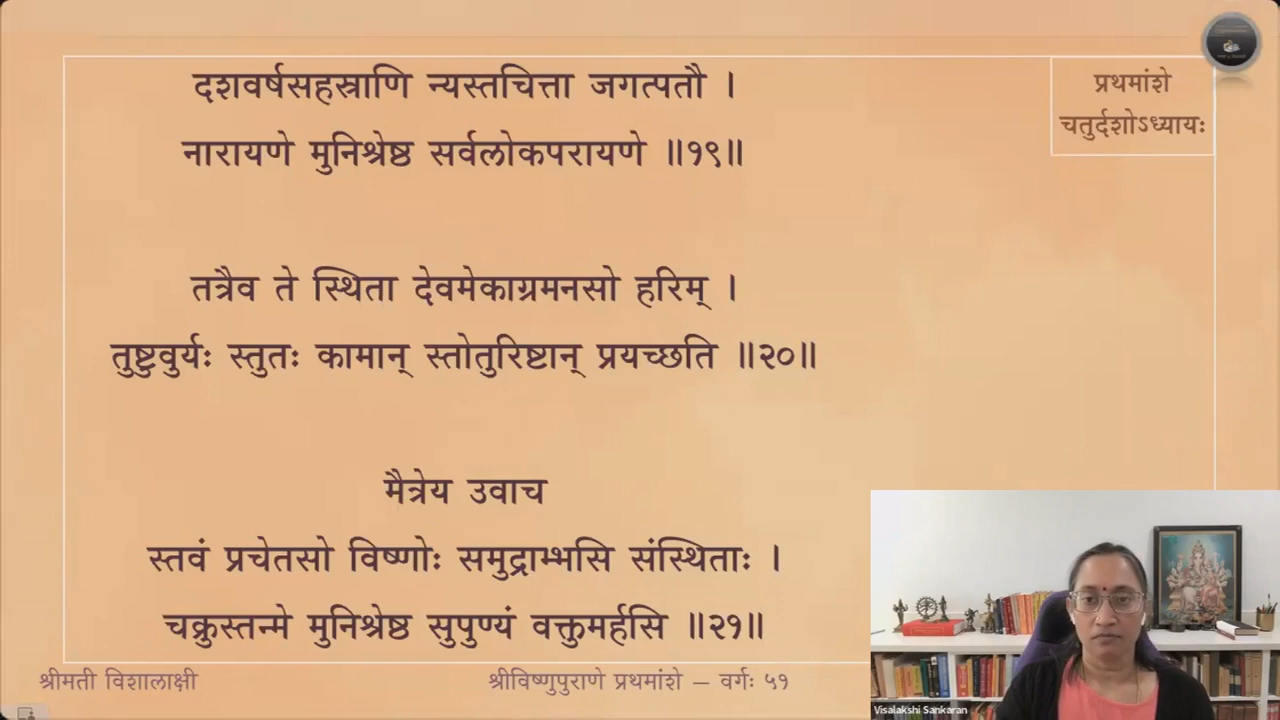 दशवर्षसहस्राणि न्यस्तचित्ता जगत्पतौ ।
नारायणे मुनिश्रेष्ठ सर्वलोकपरायणे ॥१९॥
प्रथमांशे
चतुर्दशोऽध्यायः
तत्रैव ते स्थिता देवमेकाग्रमनसो हरिम् ।
तुष्टुवुर्यः स्तुतः कामान् स्तोतुरिष्टान् प्रयच्छति ॥२०॥
मैत्रेय उवाच
स्तवं प्रचेतसो विष्णोः समुद्राम्भसि संस्थिताः ।
चक्रुस्तन्मे मुनिश्रेष्ठ सुपुण्यं वक्तुमर्हसि ॥२१॥
श्रीमती विशालाक्षी
श्रीविष्णुपुराणे प्रथमांशे – वर्गः ५१
Visalakshi Sankaran